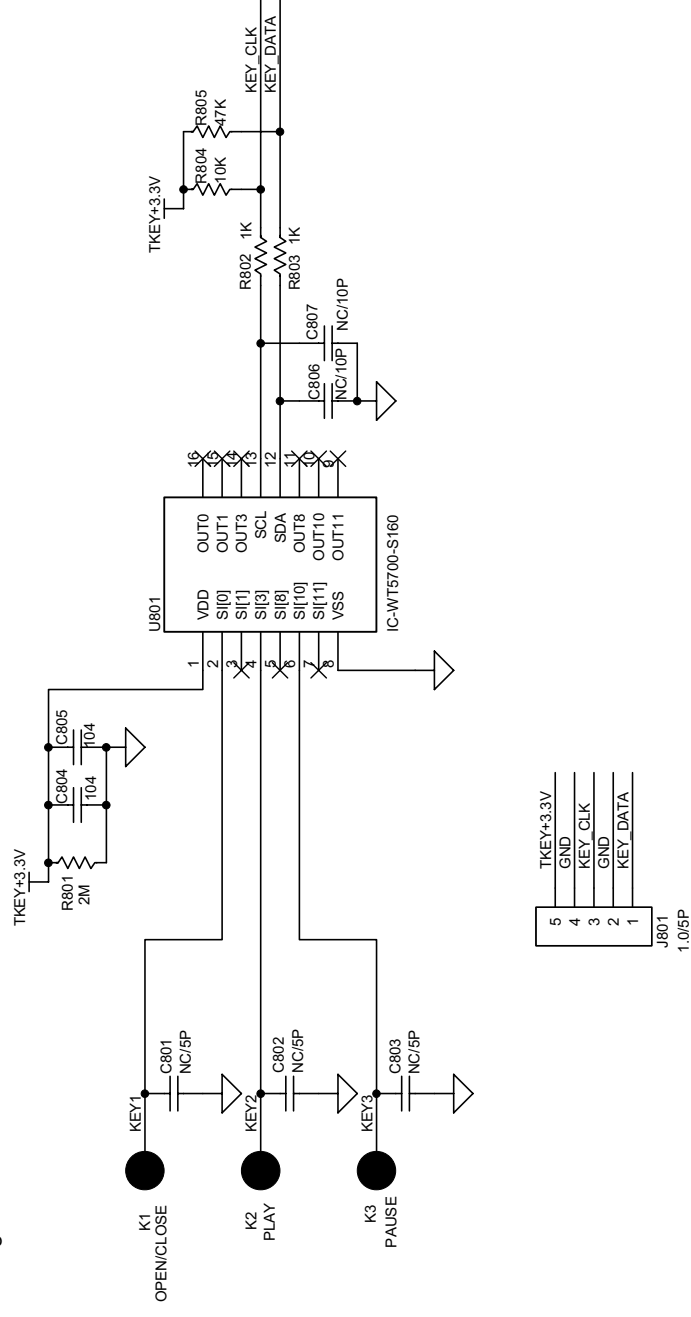 TKEY+3.3V
R801
2M
C804
104
C805
104
TKEY+3.3V
R804
10K
R805
47K
KEY_CLK
KEY_DATA
R802
1K
R803
1K
C806
NC/10P
C807
NC/10P
U801
VDD
SI[0]
SI[1]
SI[3]
SI[8]
SI[10]
SI[11]
VSS
OUT0
OUT1
OUT3
SCL
SDA
OUT8
OUT10
OUT11
IC-WT5700-S160
1
2
3
4
5
6
7
8
16
15
14
13
12
11
10
9
K1
OPEN/CLOSE
KEY1
C801
NC/5P
K2
PLAY
KEY2
C802
NC/5P
K3
PAUSE
KEY3
C803
NC/5P
TKEY+3.3V
GND
KEY_CLK
GND
KEY_DATA
5
4
3
2
1
J801
1.0/5P